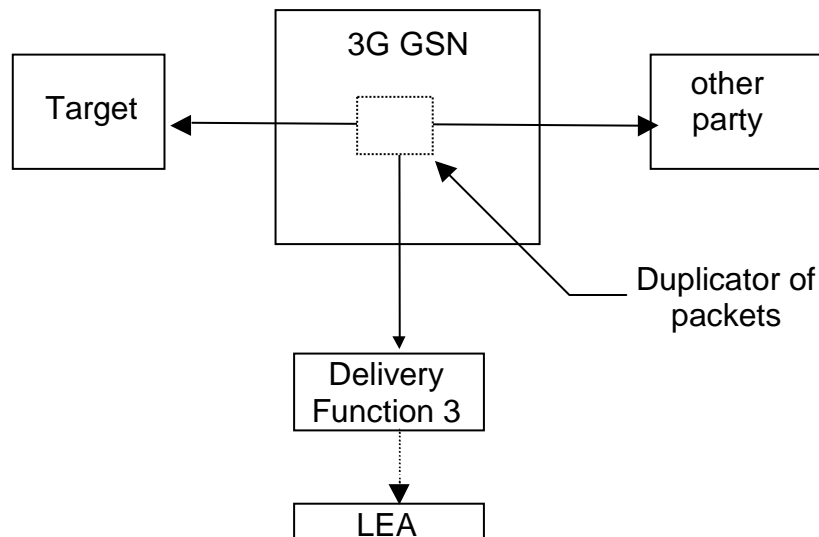 3G GSN
Target
other
party
Duplicator of
packets
Delivery
Function 3
LEA